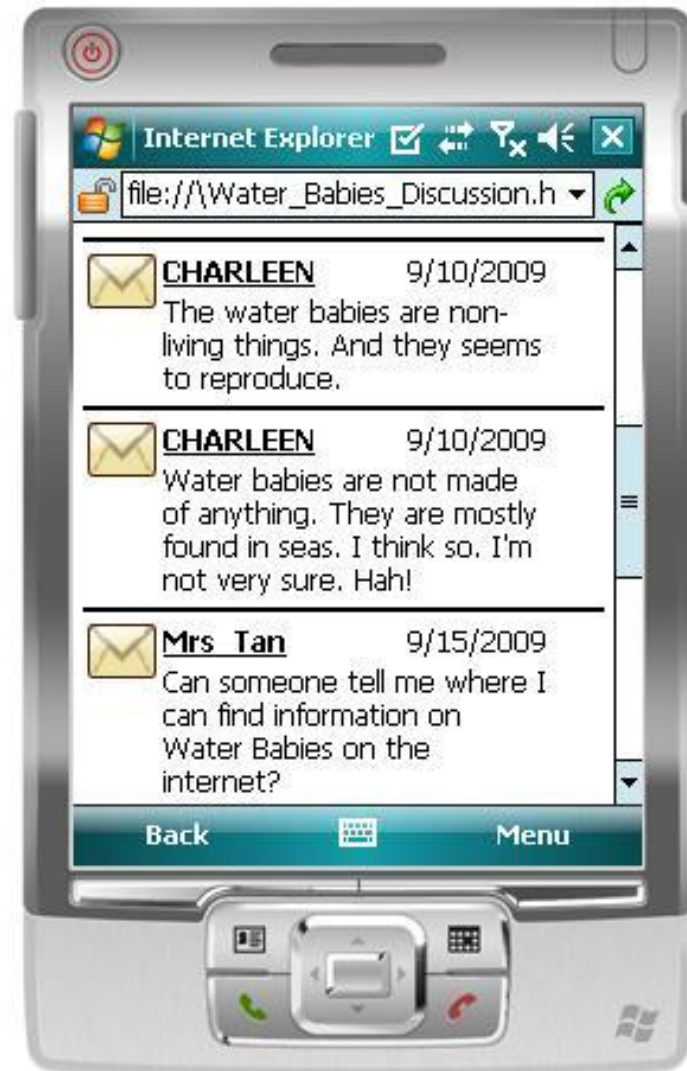 Internet Explorer
file://\Water_Babies_Discussion.h
CHARLEEN 9/10/2009
The water babies are non-
living things. And they seems
to reproduce.
CHARLEEN 9/10/2009
Water babies are not made
of anything. They are mostly
found in seas. I think so. I'm
not very sure. Hah!
Mrs Tan 9/15/2009
Can someone tell me where I
can find information on
Water Babies on the
internet?
Back Menu